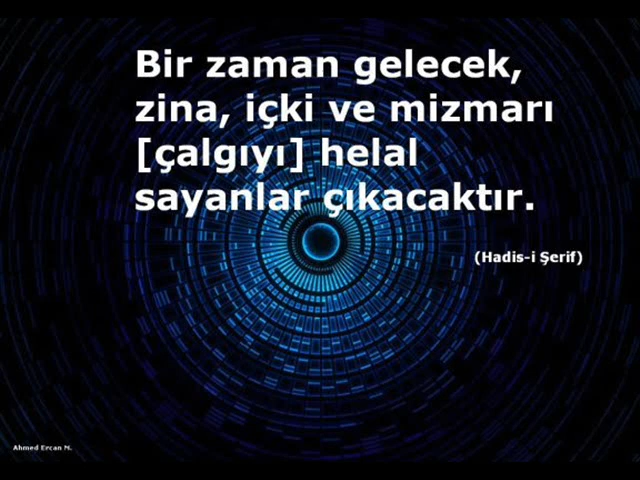 Bir zaman gelecek,
zina, içki ve mizmarı
[çalgıyı] helal
sayanlar çıkacaktır.
(Hadis-i Şerif)
Ahmed Ercan M.